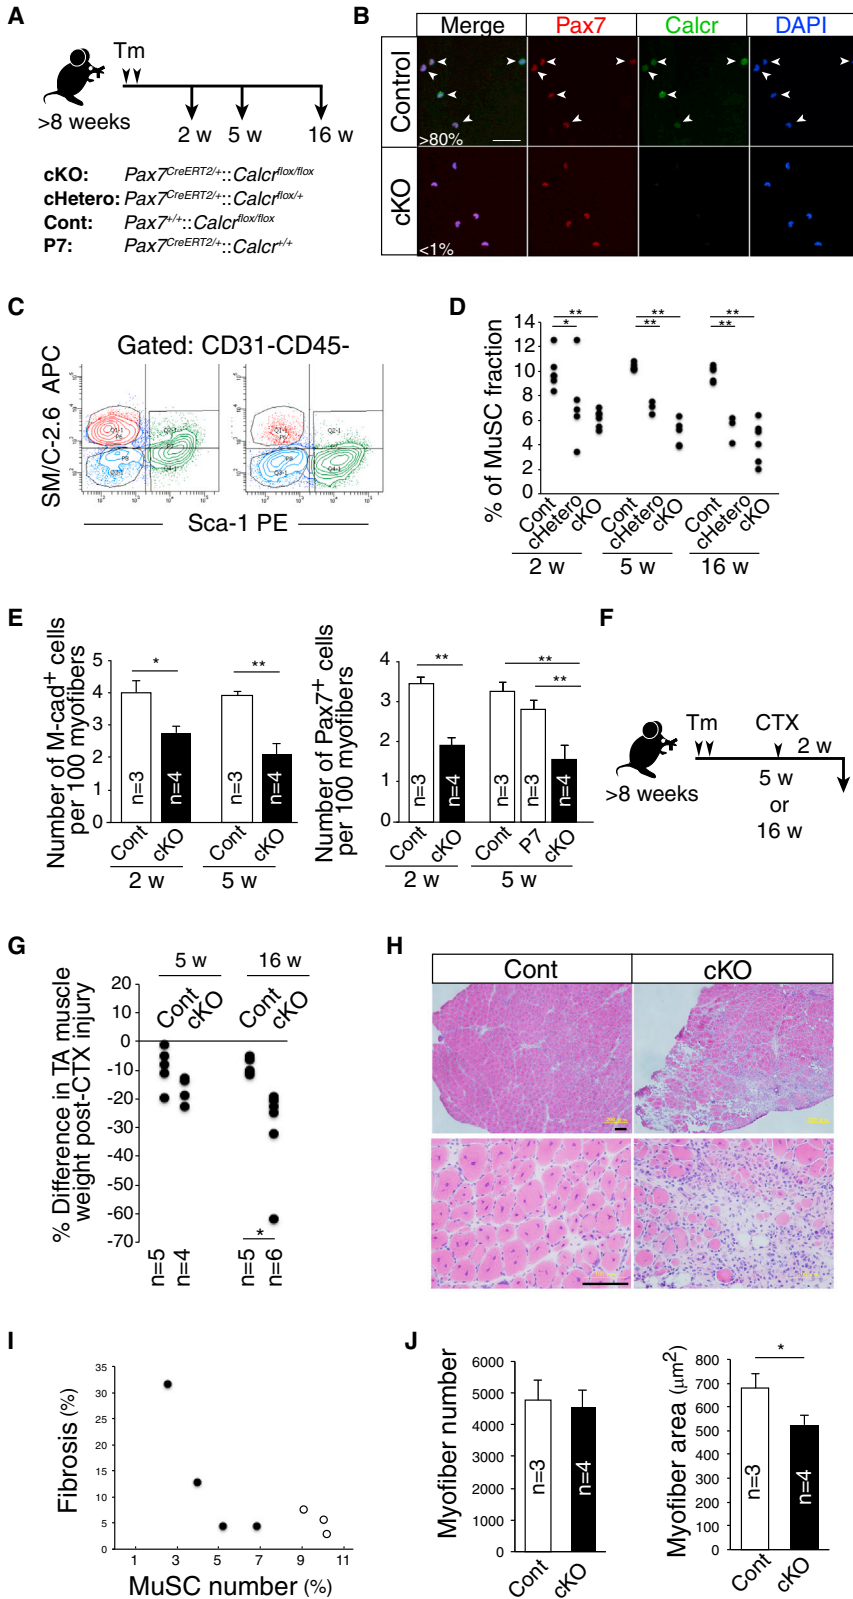 A
Tm
>8 weeks
2 w 5 w 16 w
cKO: Pax7CreERT2/+::Calcrflox/flox
cHetero: Pax7CreERT2/+::Calcrflox/+
Cont: Pax7+/+::Calcrflox/flox
P7: Pax7CreERT2/+::Calcr+/+
B
Merge Pax7 Calcr DAPI
Control
>80%
cKO
<1%
C
Gated: CD31-CD45-
SM/C-2.6 APC
Sca-1 PE
D
% of MuSC fraction
14
12
10
8
6
4
2
0
** ** **
* ** **
Cont cHetero cKO Cont cHetero cKO Cont cHetero cKO
2 w 5 w 16 w
E
Number of M-cad+ cells
per 100 myofibers
5
4
3
2
1
0
* **
n=3 n=4 n=3 n=4
Cont cKO Cont cKO
2 w 5 w
Number of Pax7+ cells
per 100 myofibers
4
3
2
1
0
** **
**
n=3 n=4 n=3 n=3 n=4
Cont cKO Cont P7 cKO
2 w 5 w
F
Tm CTX
2 w
>8 weeks
5 w
or
16 w
G
5 w 16 w
Cont cKO Cont cKO
% Difference in TA muscle
weight post-CTX injury
20
10
0
-10
-20
-30
-40
-50
-60
-70
*
n=5 n=4 n=5 n=6
H
Cont cKO
I
Fibrosis (%)
35
30
25
20
15
10
5
0
1 3 5 7 9 11
MuSC number (%)
J
Myofiber number
6000
5000
4000
3000
2000
1000
0
n=3 n=4
Cont cKO
Myofiber area (μm2)
800
700
600
500
400
300
200
100
0
*
n=3 n=4
Cont cKO